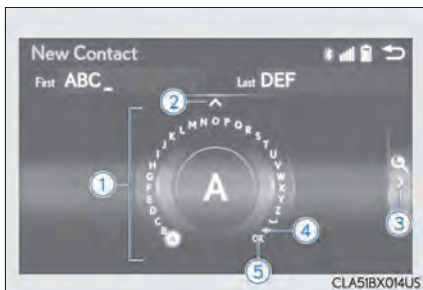 New Contact
First ABC_
Last DEF
2
1
A B C D E F G H I J K L M N O P Q R S T U V W X Y Z
A
3
4
OK
5
CLA51BX014US